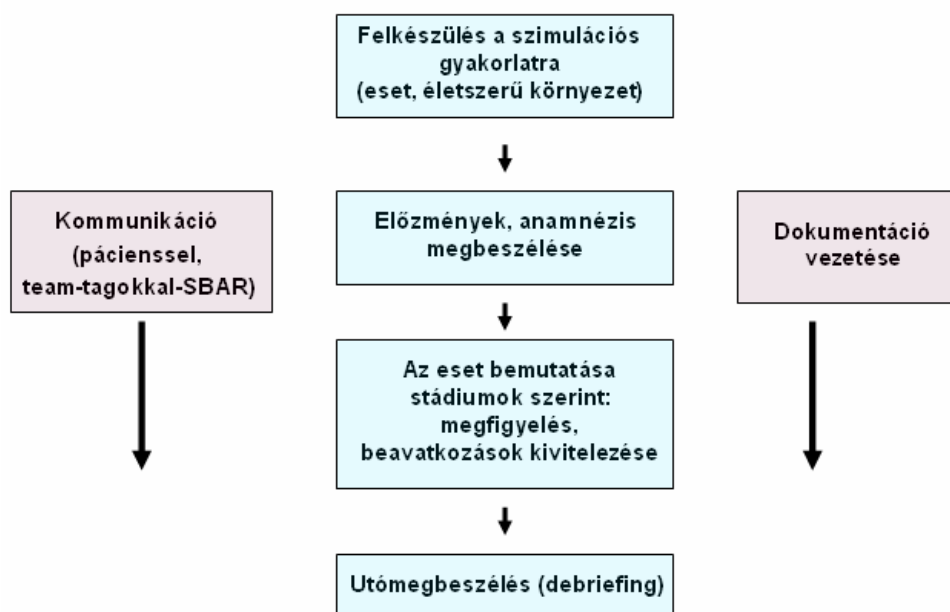 Felkészülés a szimulációs
gyakorlatra
(eset, életszerű környezet)
Kommunikáció
(pácienssel,
team-tagokkal-SBAR)
Előzmények, anamnézis
megbeszélése
Dokumentáció
vezetése
Az eset bemutatása
stádiumok szerint:
megfigyelés,
beavatkozások kivitelezése
Utómegbeszélés (debriefing)